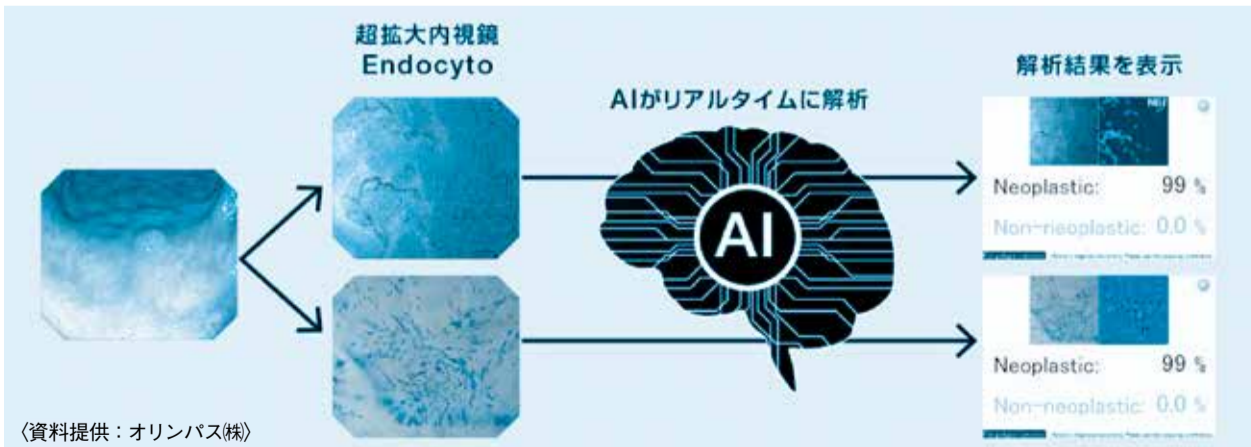 超拡大内視鏡
Endocyto
AIがリアルタイムに解析
解析結果を表示
AI
Neoplastic: 99 %
Non-neoplastic: 0.0 %
Neoplastic: 99 %
Non-neoplastic: 0.0 %
〈資料提供:オリンパス㈱〉